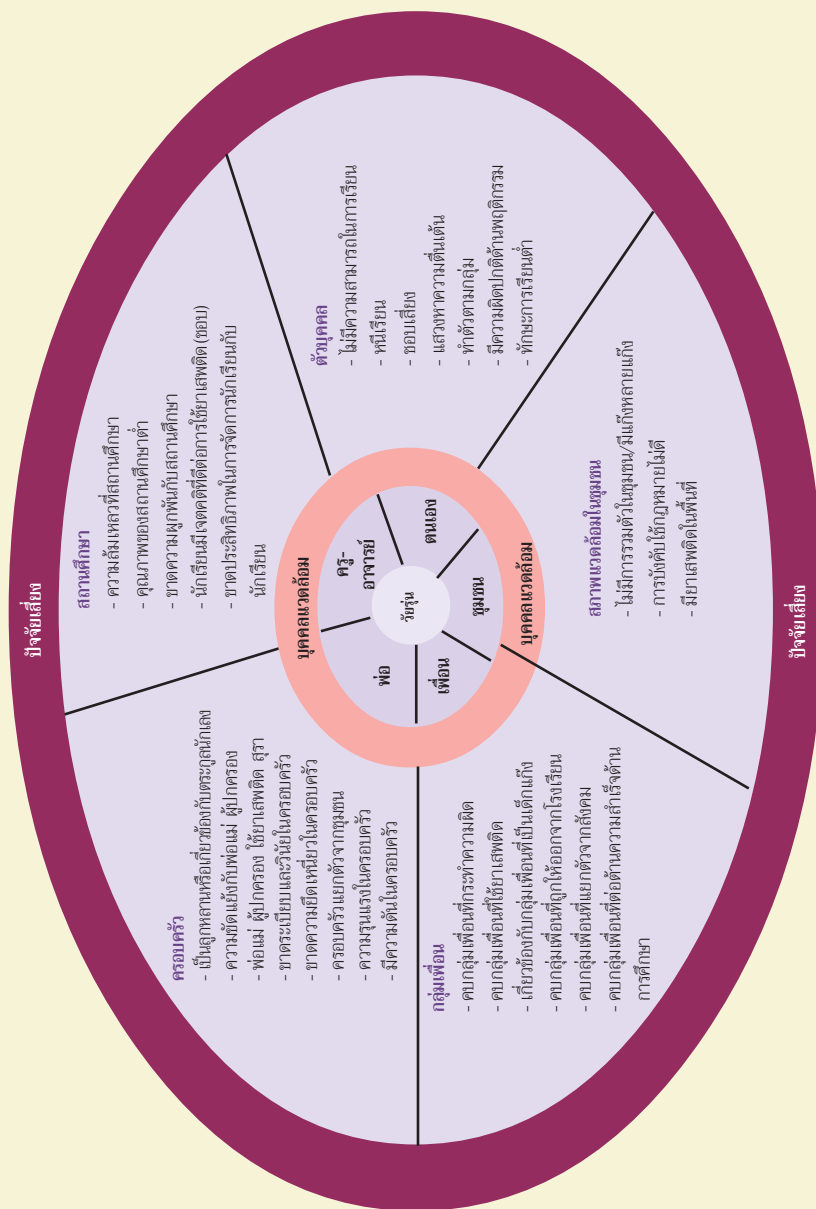 ปัจจัยเสี่ยง
ครอบครัว
- เป็นลูกหลานหรือเกี่ยวข้องกับตระกูลนักเลง
- ความขัดแย้งกับพ่อแม่ ผู้ปกครอง
- พ่อแม่ ผู้ปกครอง ใช้ยาเสพติด สุรา
- ขาดระเบียบและวินัยในครอบครัว
- ขาดความยึดเหนี่ยวในครอบครัว
- ครอบครัวแยกตัวจากชุมชน
- ความรุนแรงในครอบครัว
- มีความดันในครอบครัว
สถานศึกษา
- ความล้มเหลวที่สถานศึกษา
- คุณภาพของสถานศึกษาต่ำ
- ขาดความผูกพันกับสถานศึกษา
- นักเรียนมีเจตคติที่ดีต่อการใช้ยาเสพติด(ชอบ)
- ขาดประสิทธิภาพในการจัดการนักเรียนกับ
นักเรียน
ตัวบุคคล
- ไม่มีความสามารถในการเรียน
- หนีเรียน
- ชอบเสี่ยง
- แสวงหาความตื่นเต้น
- ทำตัวตามกลุ่ม
- มีความผิดปกติด้านพฤติกรรม
- ทักษะการเรียนต่ำ
บุคคลแวดล้อม
พ่อ
ครู-
อาจารย์
ตนเอง
วัยรุ่น
เพื่อน
ชุมชน
บุคคลแวดล้อม
กลุ่มเพื่อน
- คบกลุ่มเพื่อนที่กระทำความผิด
- คบกลุ่มเพื่อนที่ใช้ยาเสพติด
- เกี่ยวข้องกับกลุ่มเพื่อนที่เป็นเด็กแก๊ง
- คบกลุ่มเพื่อนที่ถูกให้ออกจากโรงเรียน
- คบกลุ่มเพื่อนที่แยกตัวจากสังคม
- คบกลุ่มเพื่อนที่ต่อต้านความสำเร็จด้าน
การศึกษา
สภาพแวดล้อมในชุมชน
- ไม่มีการรวมตัวในชุมชน/มีแก๊งหลายแก๊ง
- การบังคับใช้กฎหมายไม่ดี
- มียาเสพติดในพื้นที่
ปัจจัยเสี่ยง